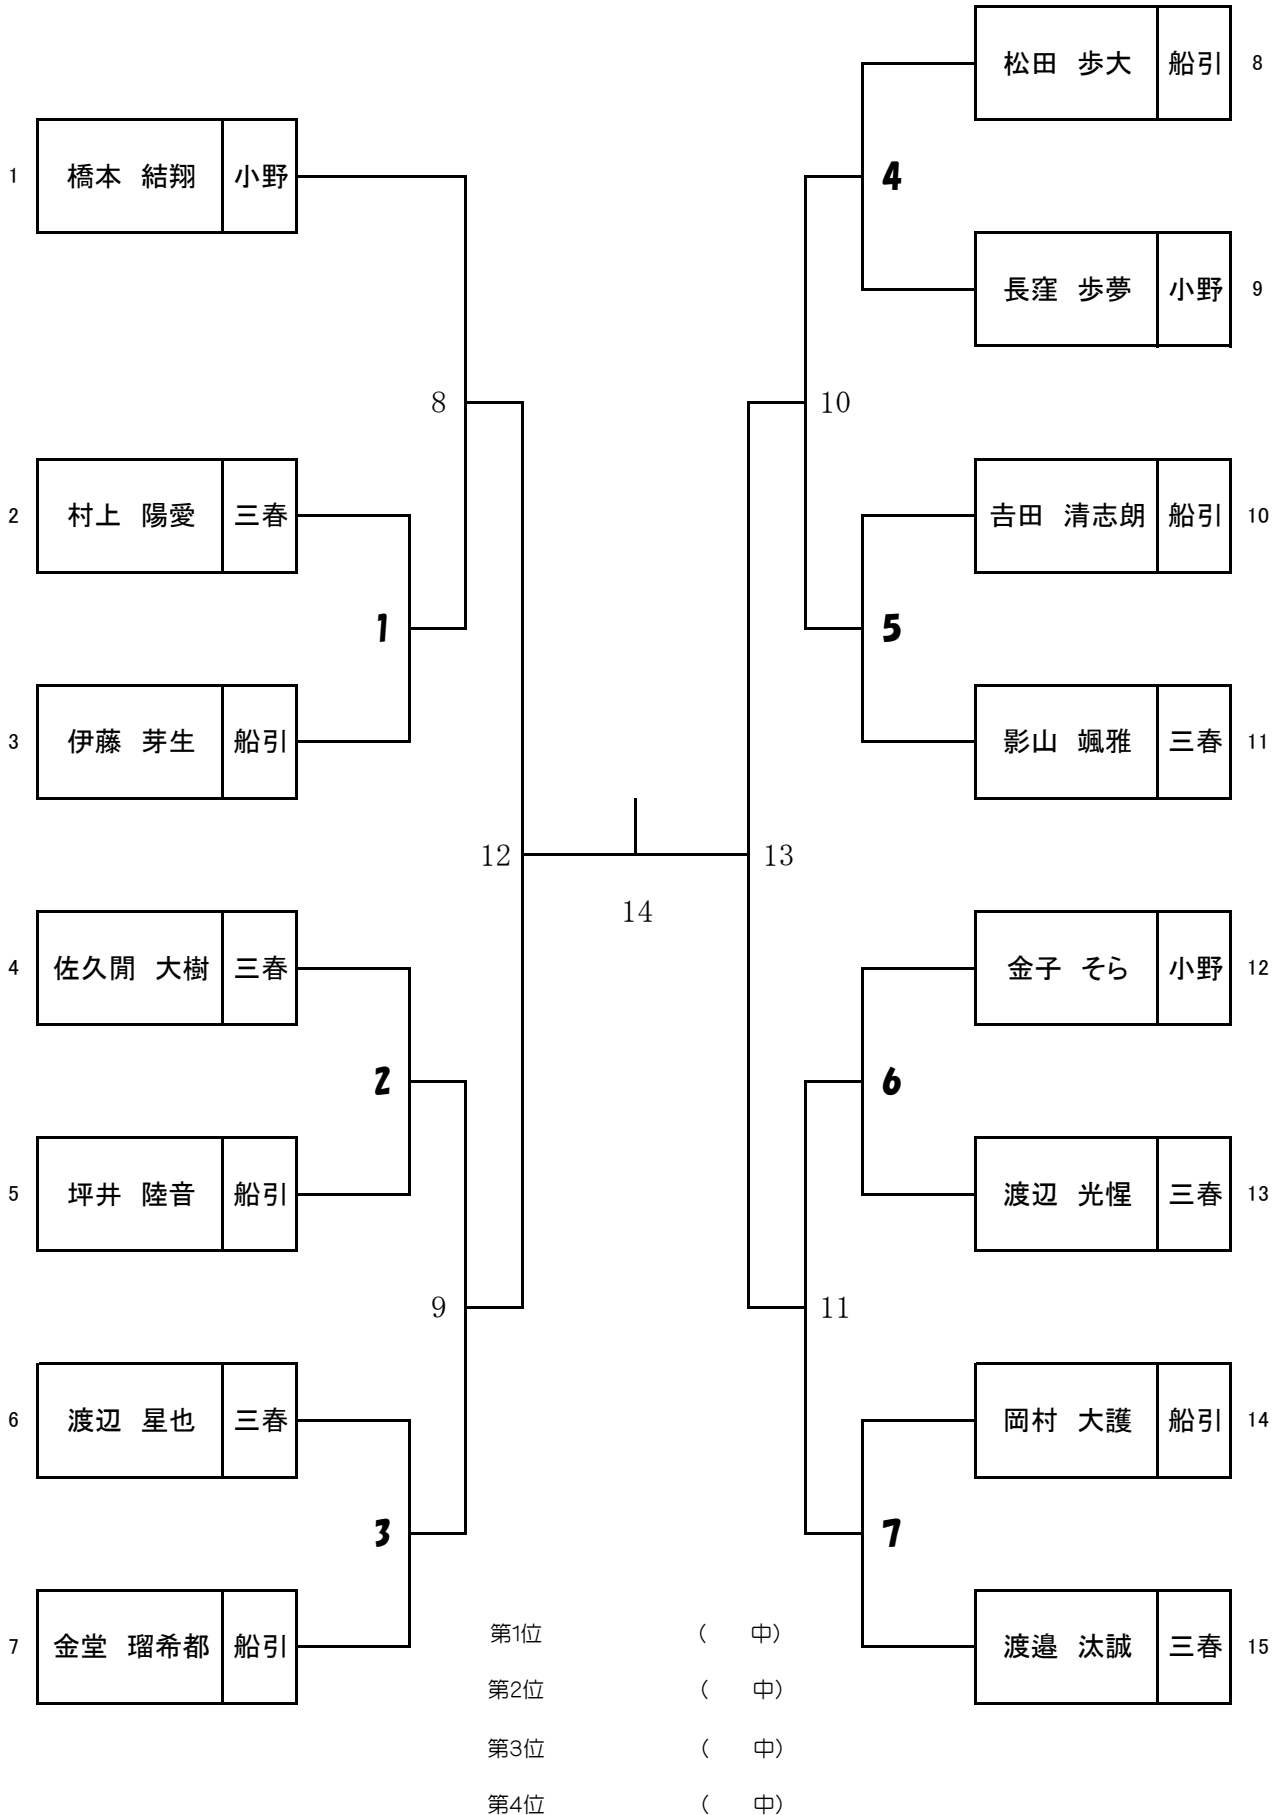 松田 歩大 船引 8
1 橋本 結翔 小野
4
長窪 歩夢 小野 9
8
10
2 村上 陽愛 三春
𠮷田 清志朗 船引 10
1
5
3 伊藤 芽生 船引
影山 颯雅 三春 11
12
13
14
4 佐久間 大樹 三春
金子 そら 小野 12
2
6
5 坪井 陸音 船引
渡辺 光惺 三春 13
9
11
6 渡辺 星也 三春
岡村 大護 船引 14
3
7
7 金堂 瑠希都 船引
渡邉 汰誠 三春 15
第1位 ( 中)
第2位 ( 中)
第3位 ( 中)
第4位 ( 中)